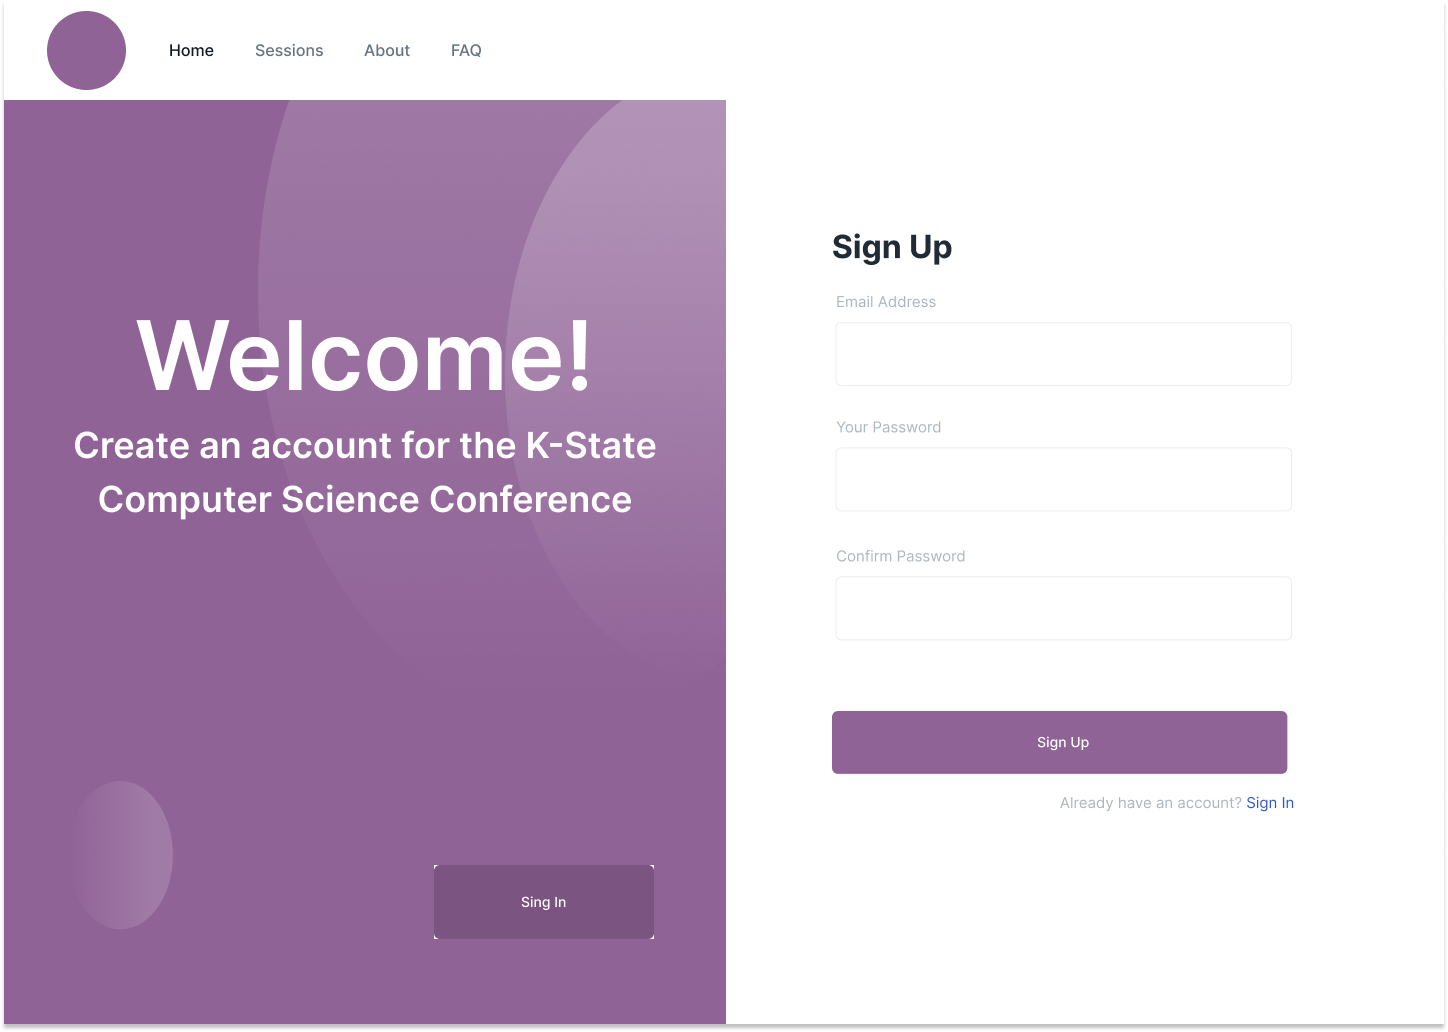 Home Sessions About FAQ
Welcome!
Create an account for the K-State
Computer Science Conference
Sing In
Sign Up
Email Address
Your Password
Confirm Password
Sign Up
Already have an account? Sign In